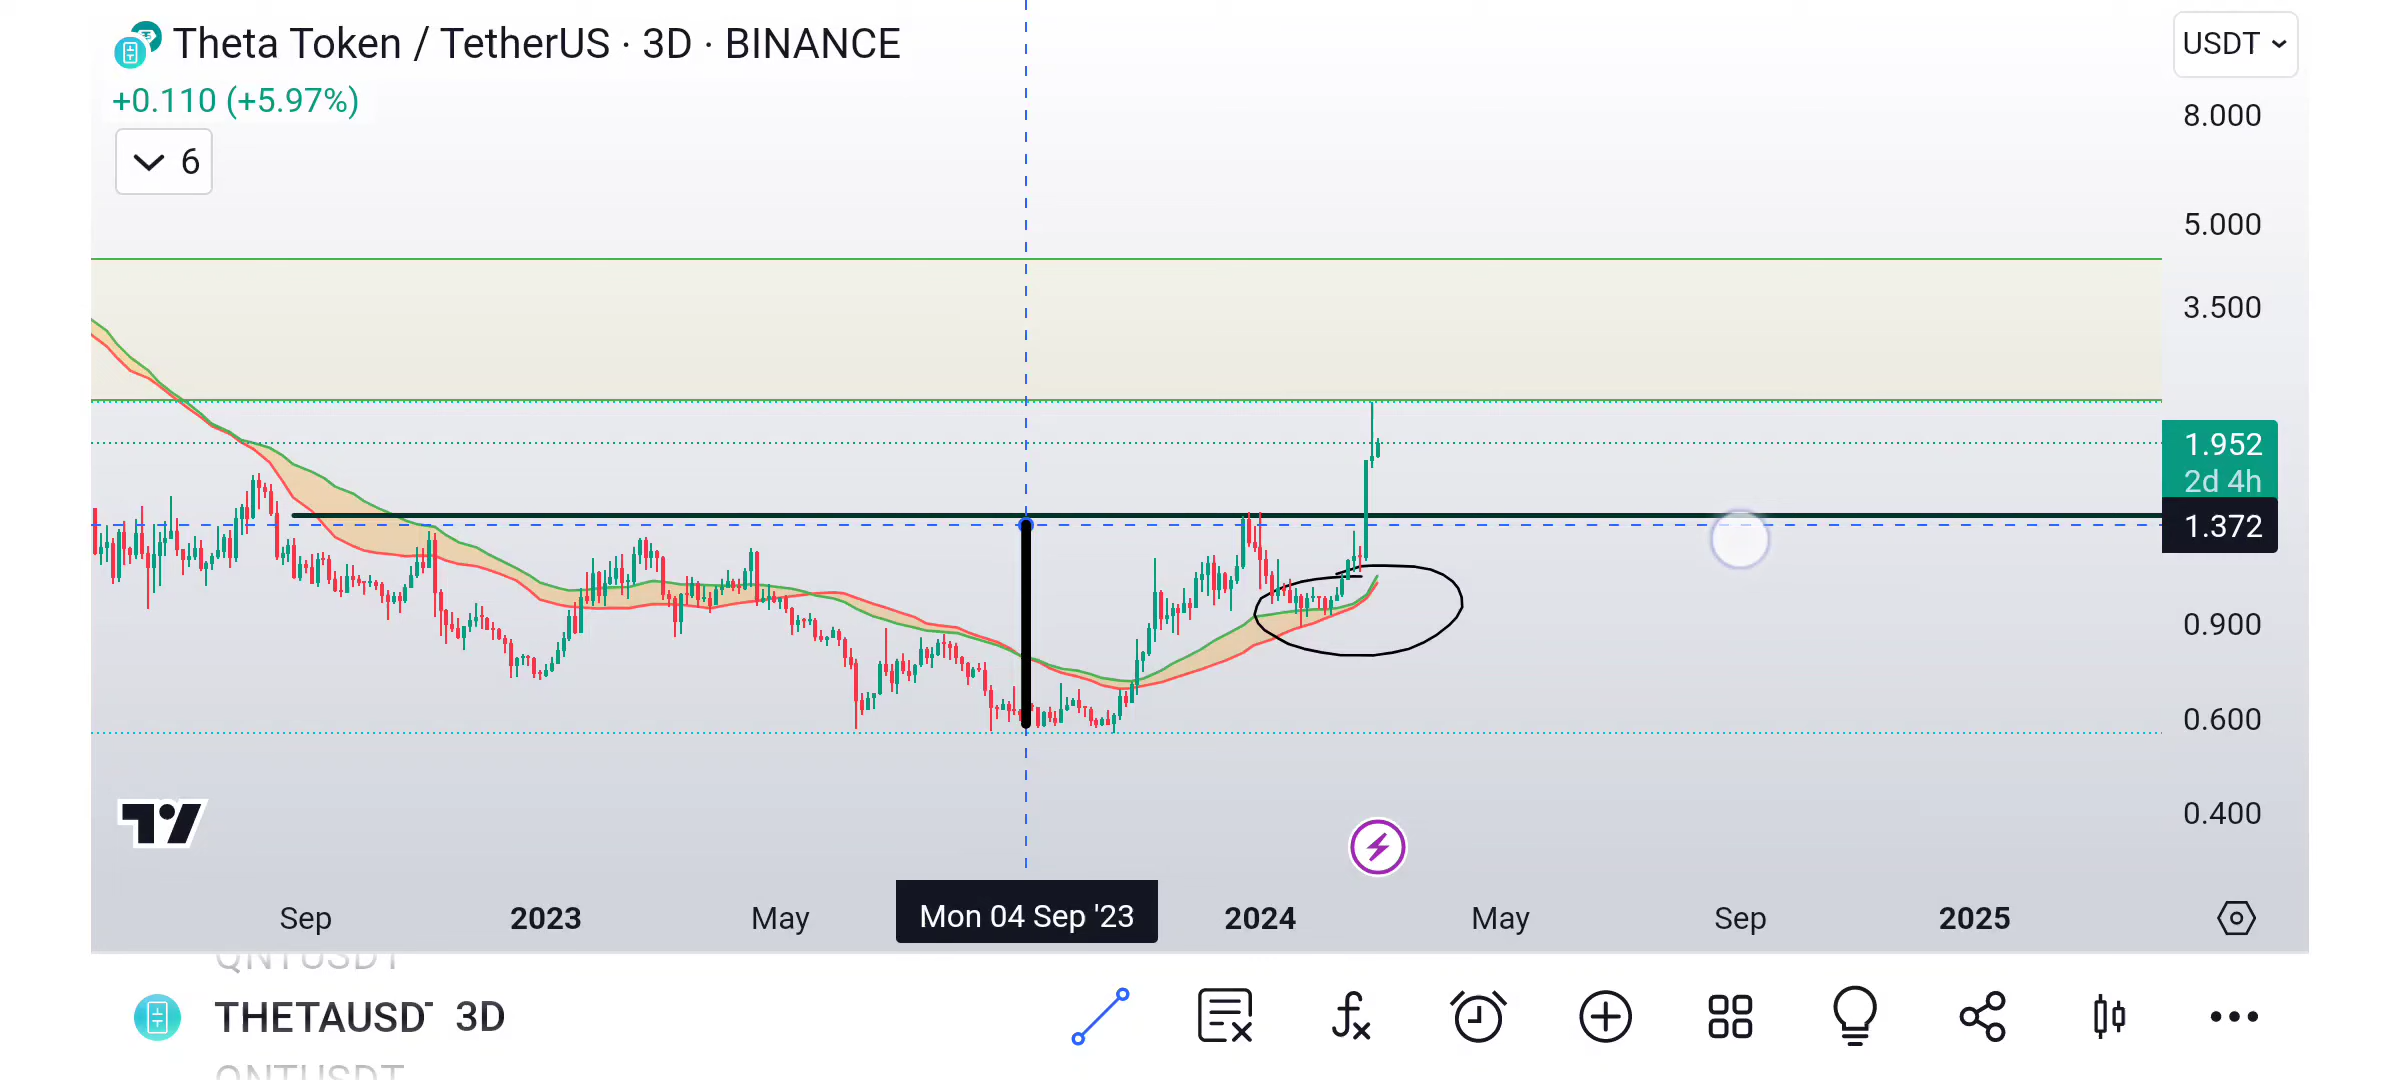 Theta Token / TetherUS · 3D · BINANCE
USDT
+0.110 (+5.97%)
6
8.000
5.000
3.500
1.952
2d 4h
1.372
0.900
0.600
0.400
Sep 2023 May Mon 04 Sep '23 2024 May Sep 2025
QNTUSDT
THETAUSDT 3D
QNTUSDT